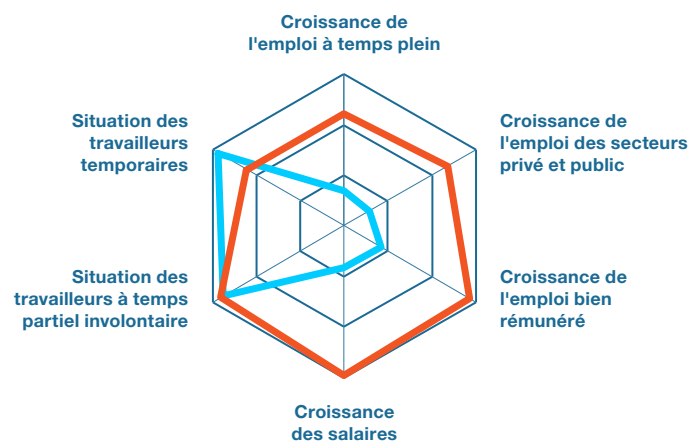 Croissance de
l'emploi à temps plein
Situation des
travailleurs
temporaires
Croissance de
l'emploi des secteurs
privé et public
Situation des
travailleurs à temps
partiel involontaire
Croissance de
l'emploi bien
rémunéré
Croissance
des salaires